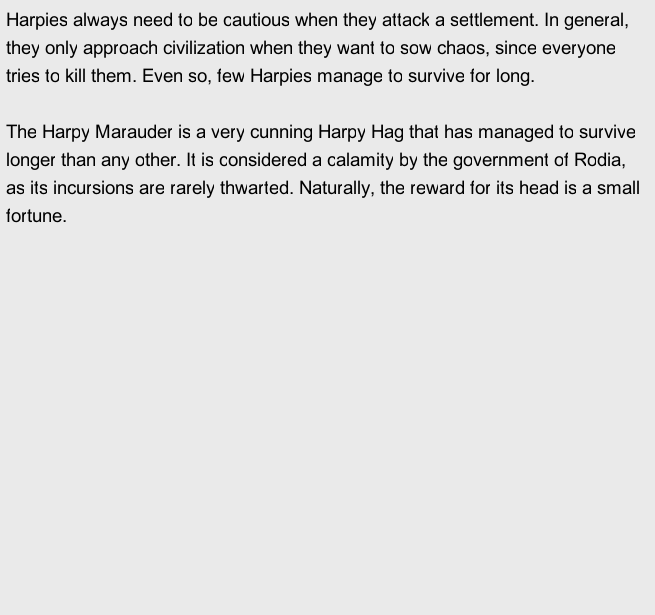 Harpies always need to be cautious when they attack a settlement. In general,
they only approach civilization when they want to sow chaos, since everyone
tries to kill them. Even so, few Harpies manage to survive for long.

The Harpy Marauder is a very cunning Harpy Hag that has managed to survive
longer than any other. It is considered a calamity by the government of Rodia,
as its incursions are rarely thwarted. Naturally, the reward for its head is a small
fortune.